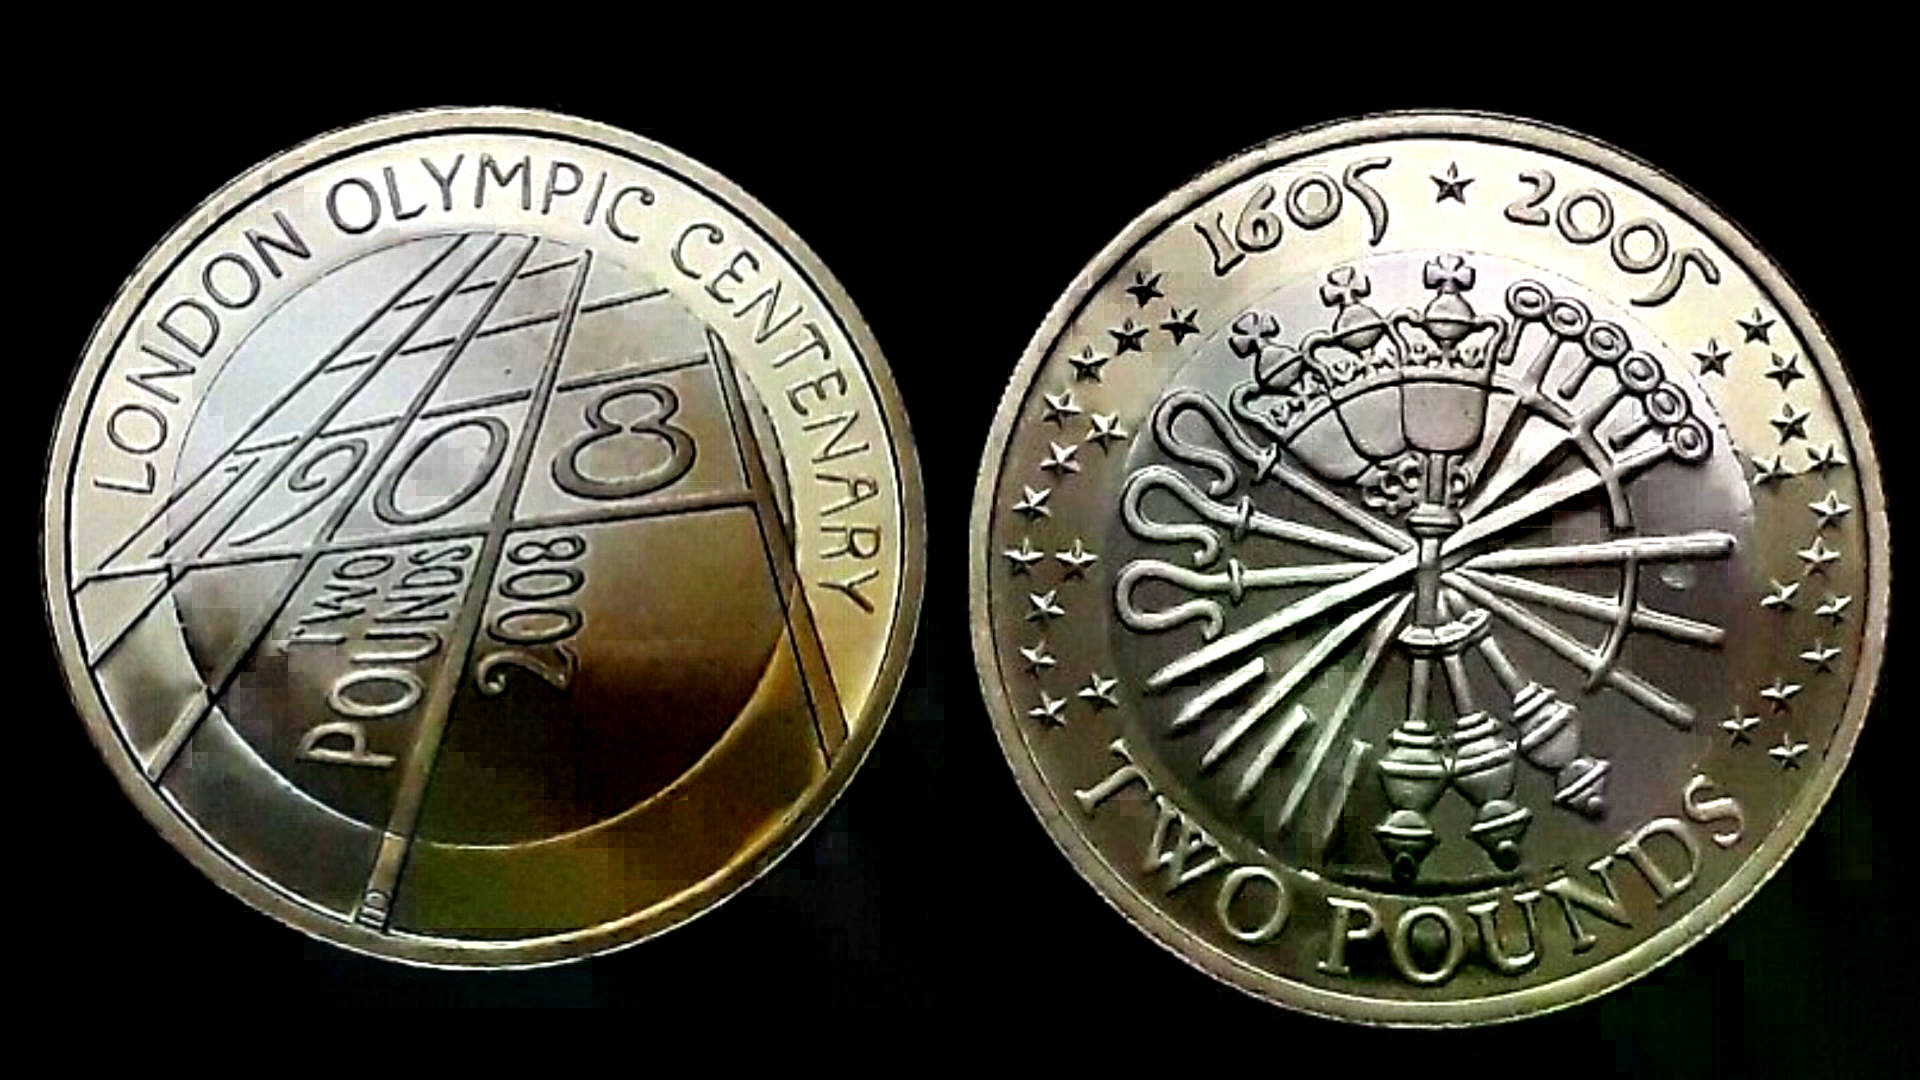 LONDON OLYMPIC CENTENARY
1908
TWO
POUNDS
2008
1605 ★ 2005
TWO POUNDS